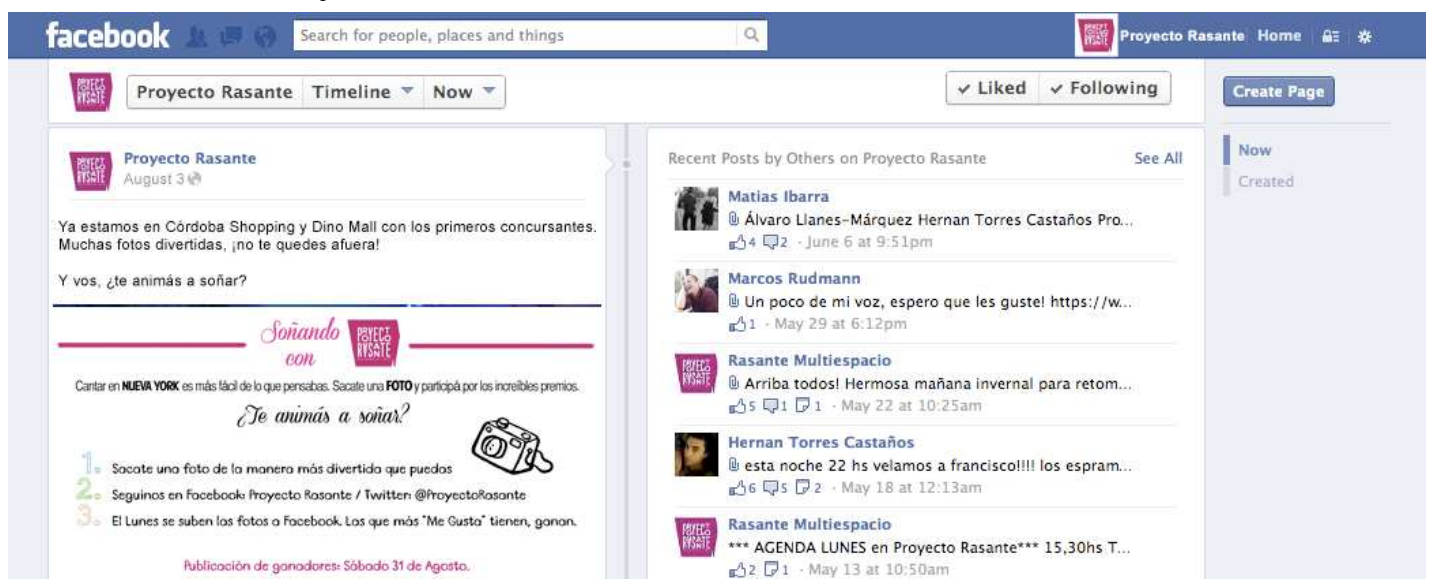 facebook
Search for people, places and things
Proyecto Rasante Home
Proyecto Rasante Timeline Now
Liked Following
Create Page
Now
Created
Proyecto Rasante
August 3
Ya estamos en Córdoba Shopping y Dino Mall con los primeros concursantes.
Muchas fotos divertidas, ¡no te quedes afuera!
Y vos, ¿te animás a soñar?
Soñando
con
Cantar en NUEVA YORK es más fácil de lo que pensabas. Sacate una FOTO y participá por los increíbles premios.
¿Te animás a soñar?
1. Sacate una foto de la manera más divertida que puedas
2. Seguinos en Facebook: Proyecto Rasante / Twitter: @ProyectoRasante
3. El Lunes se suben las fotos a Facebook. Las que más "Me Gusta" tienen, ganan.
Publicación de ganadores: Sábado 31 de Agosto.
Recent Posts by Others on Proyecto Rasante See All
Matias Ibarra
Álvaro Llanes-Márquez Hernan Torres Castaños Pro...
4 2 · June 6 at 9:51pm
Marcos Rudmann
Un poco de mi voz, espero que les guste! https://w...
1 · May 29 at 6:12pm
Rasante Multiespacio
Arriba todos! Hermosa mañana invernal para retom...
5 1 1 · May 22 at 10:25am
Hernan Torres Castaños
esta noche 22 hs velamos a francisco!!!! los espram...
6 5 2 · May 18 at 12:13am
Rasante Multiespacio
*** AGENDA LUNES en Proyecto Rasante*** 15,30hs T...
2 1 · May 13 at 10:50am